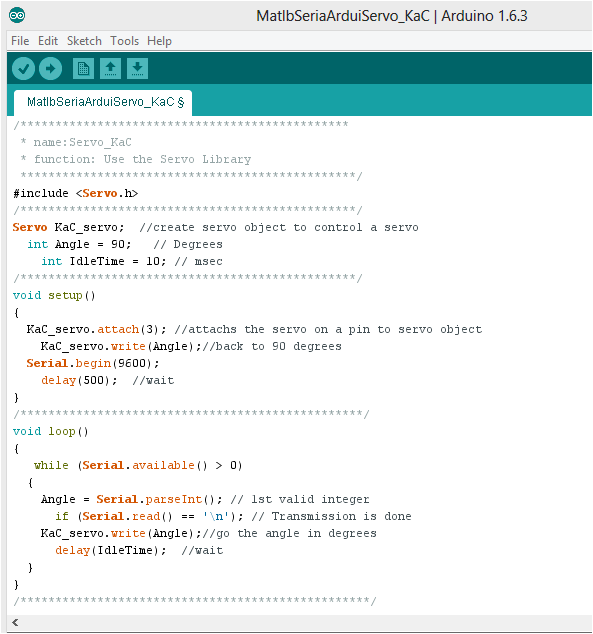 MatlbSeriaArduiServo_KaC | Arduino 1.6.3
File Edit Sketch Tools Help
MatlbSeriaArduiServo_KaC §
/***********************************************
 * name:Servo_KaC
 * function: Use the Servo Library
 ************************************************/
#include <Servo.h>
/************************************************/
Servo KaC_servo;  //create servo object to control a servo
  int Angle = 90;   // Degrees
    int IdleTime = 10; // msec
/************************************************/
void setup()
{
  KaC_servo.attach(3); //attachs the servo on a pin to servo object
    KaC_servo.write(Angle);//back to 90 degrees
  Serial.begin(9600);
    delay(500);  //wait
}
/*************************************************/
void loop()
{
   while (Serial.available() > 0)
  {
    Angle = Serial.parseInt(); // 1st valid integer
      if (Serial.read() == '\n'); // Transmission is done
    KaC_servo.write(Angle);//go the angle in degrees
      delay(IdleTime);  //wait
  }
}
/**************************************************/